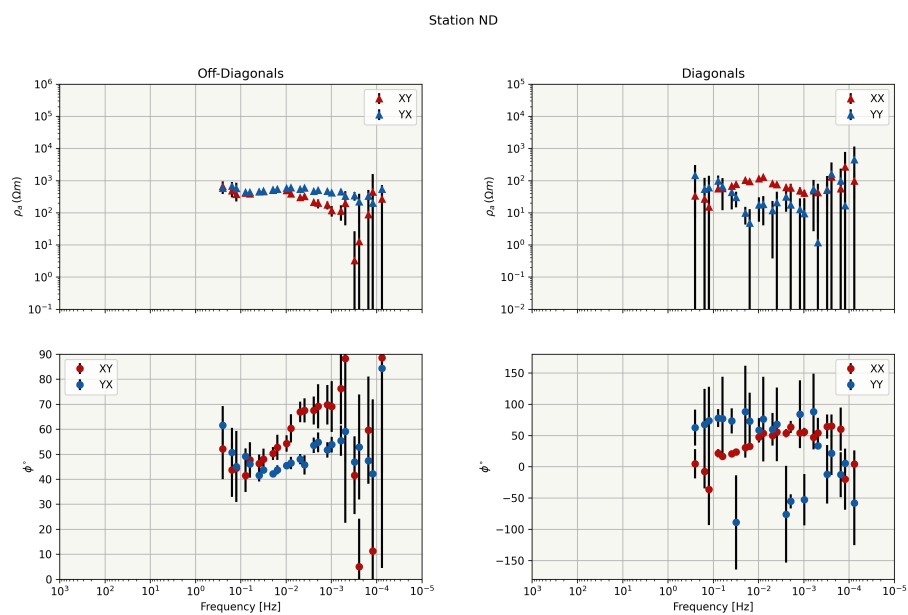 Station ND
Off-Diagonals
10⁶
10⁵
10⁴
10³
10²
10¹
10⁰
10⁻¹
ρₐ (Ωm)
XY
YX
Diagonals
10⁵
10⁴
10³
10²
10¹
10⁰
10⁻¹
10⁻²
ρₐ (Ωm)
XX
YY
90
80
70
60
50
40
30
20
10
0
ϕ°
XY
YX
10³ 10² 10¹ 10⁰ 10⁻¹ 10⁻² 10⁻³ 10⁻⁴ 10⁻⁵
Frequency [Hz]
150
100
50
0
−50
−100
−150
ϕ°
XX
YY
10³ 10² 10¹ 10⁰ 10⁻¹ 10⁻² 10⁻³ 10⁻⁴ 10⁻⁵
Frequency [Hz]